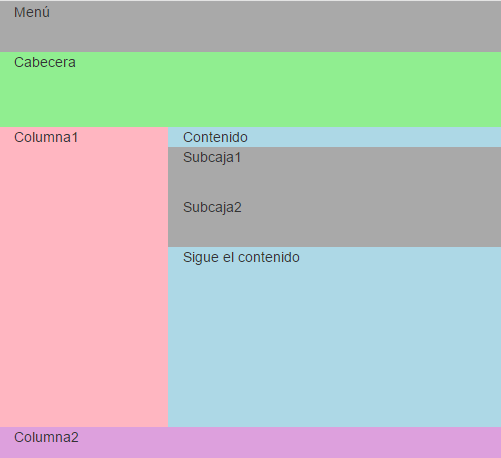 Menú
Cabecera
Columna1
Contenido
Subcaja1
Subcaja2
Sigue el contenido
Columna2